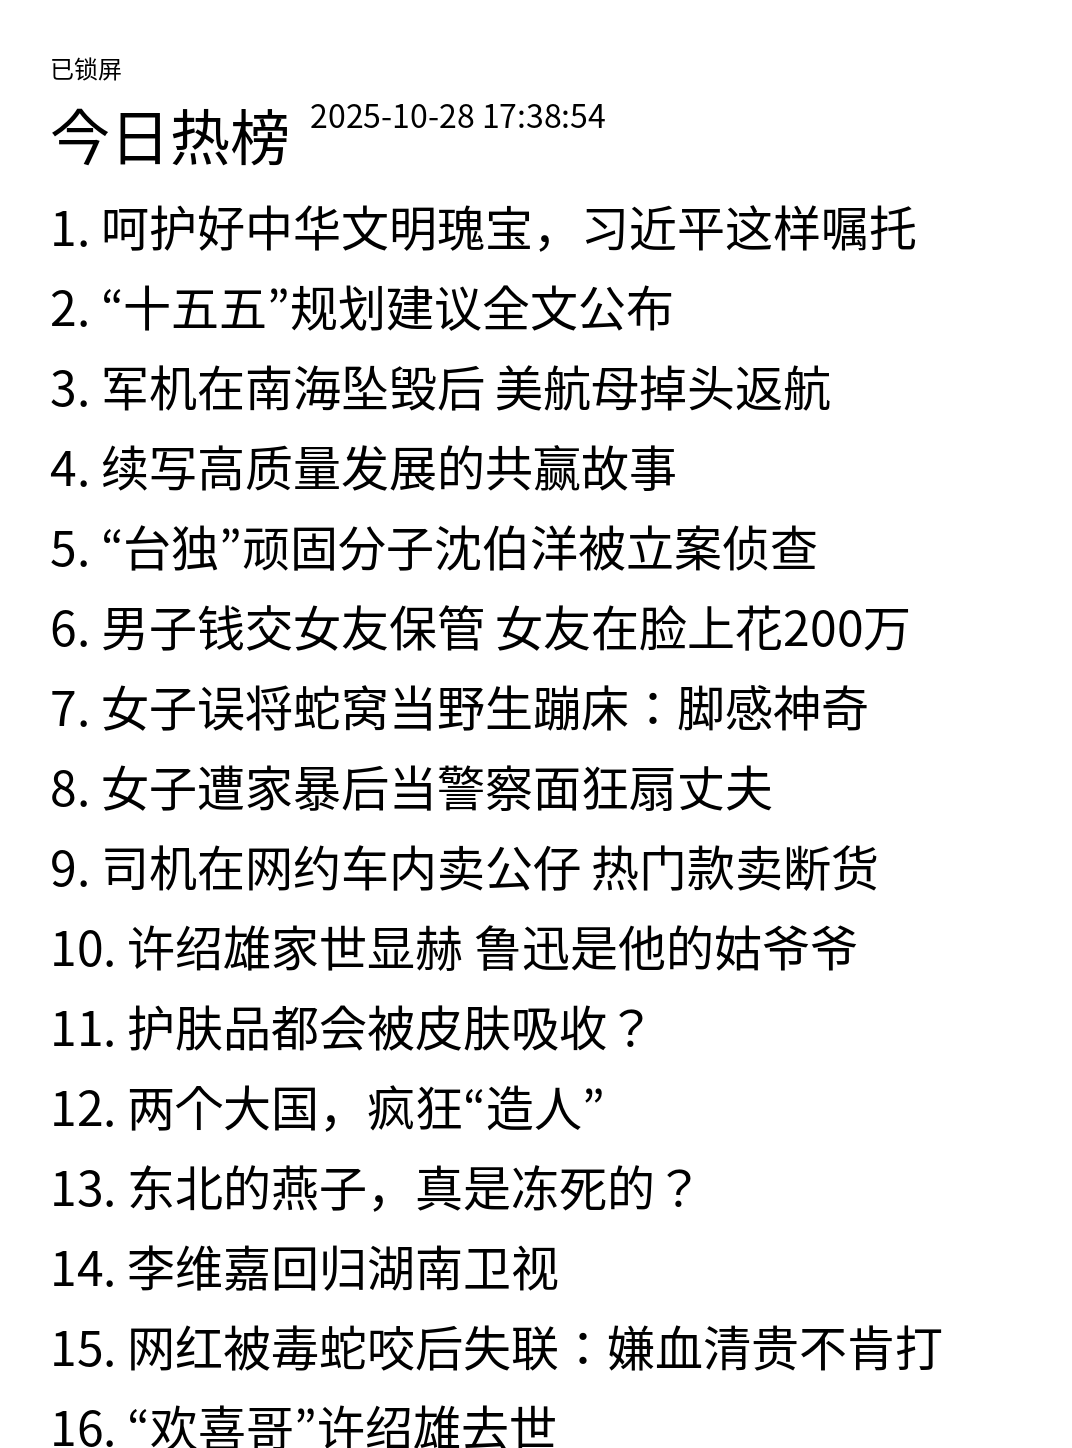 已锁屏
今日热榜 2025-10-28 17:38:54
1. 呵护好中华文明瑰宝，习近平这样嘱托
2. “十五五”规划建议全文公布
3. 军机在南海坠毁后 美航母掉头返航
4. 续写高质量发展的共赢故事
5. “台独”顽固分子沈伯洋被立案侦查
6. 男子钱交女友保管 女友在脸上花200万
7. 女子误将蛇窝当野生蹦床：脚感神奇
8. 女子遭家暴后当警察面狂扇丈夫
9. 司机在网约车内卖公仔 热门款卖断货
10. 许绍雄家世显赫 鲁迅是他的姑爷爷
11. 护肤品都会被皮肤吸收？
12. 两个大国，疯狂“造人”
13. 东北的燕子，真是冻死的？
14. 李维嘉回归湖南卫视
15. 网红被毒蛇咬后失联：嫌血清贵不肯打
16. “欢喜哥”许绍雄去世